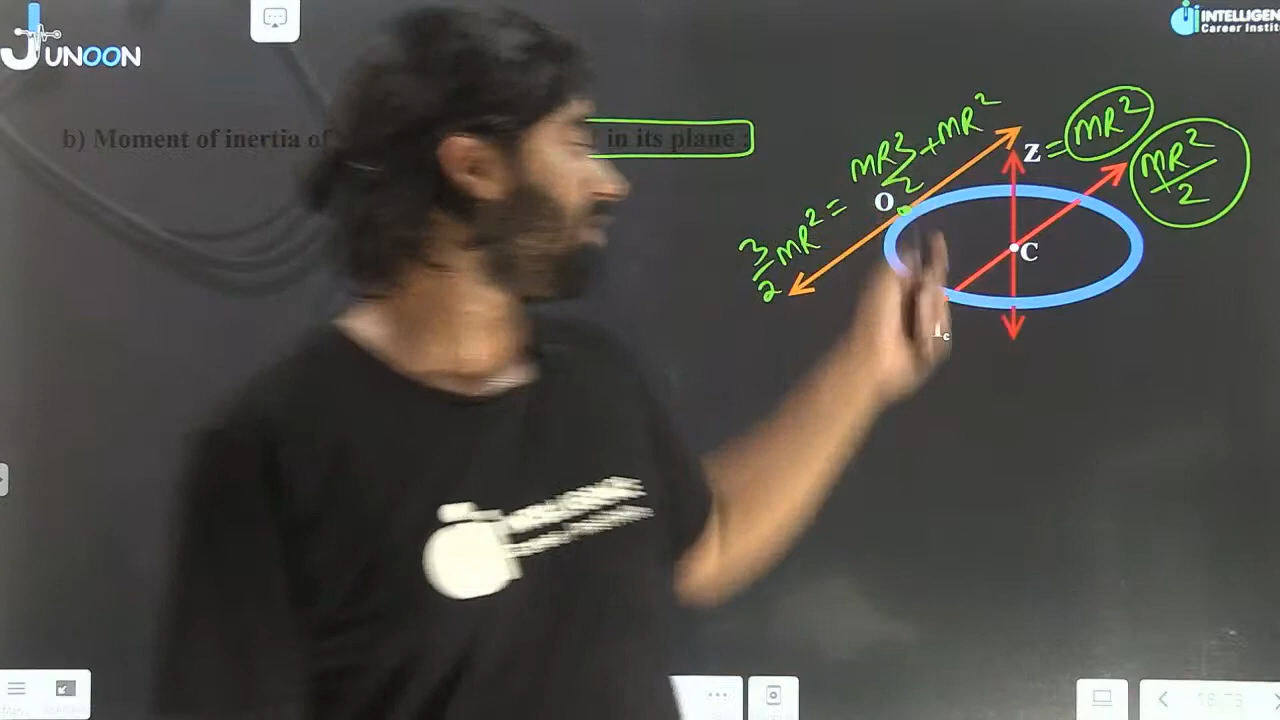 JUNOON
INTELLIGEN
Career Instit
b) Moment of inertia of in its plane :
MR²/2 + MR²
Z = MR²
MR²/2
O
3/2 MR² =
C